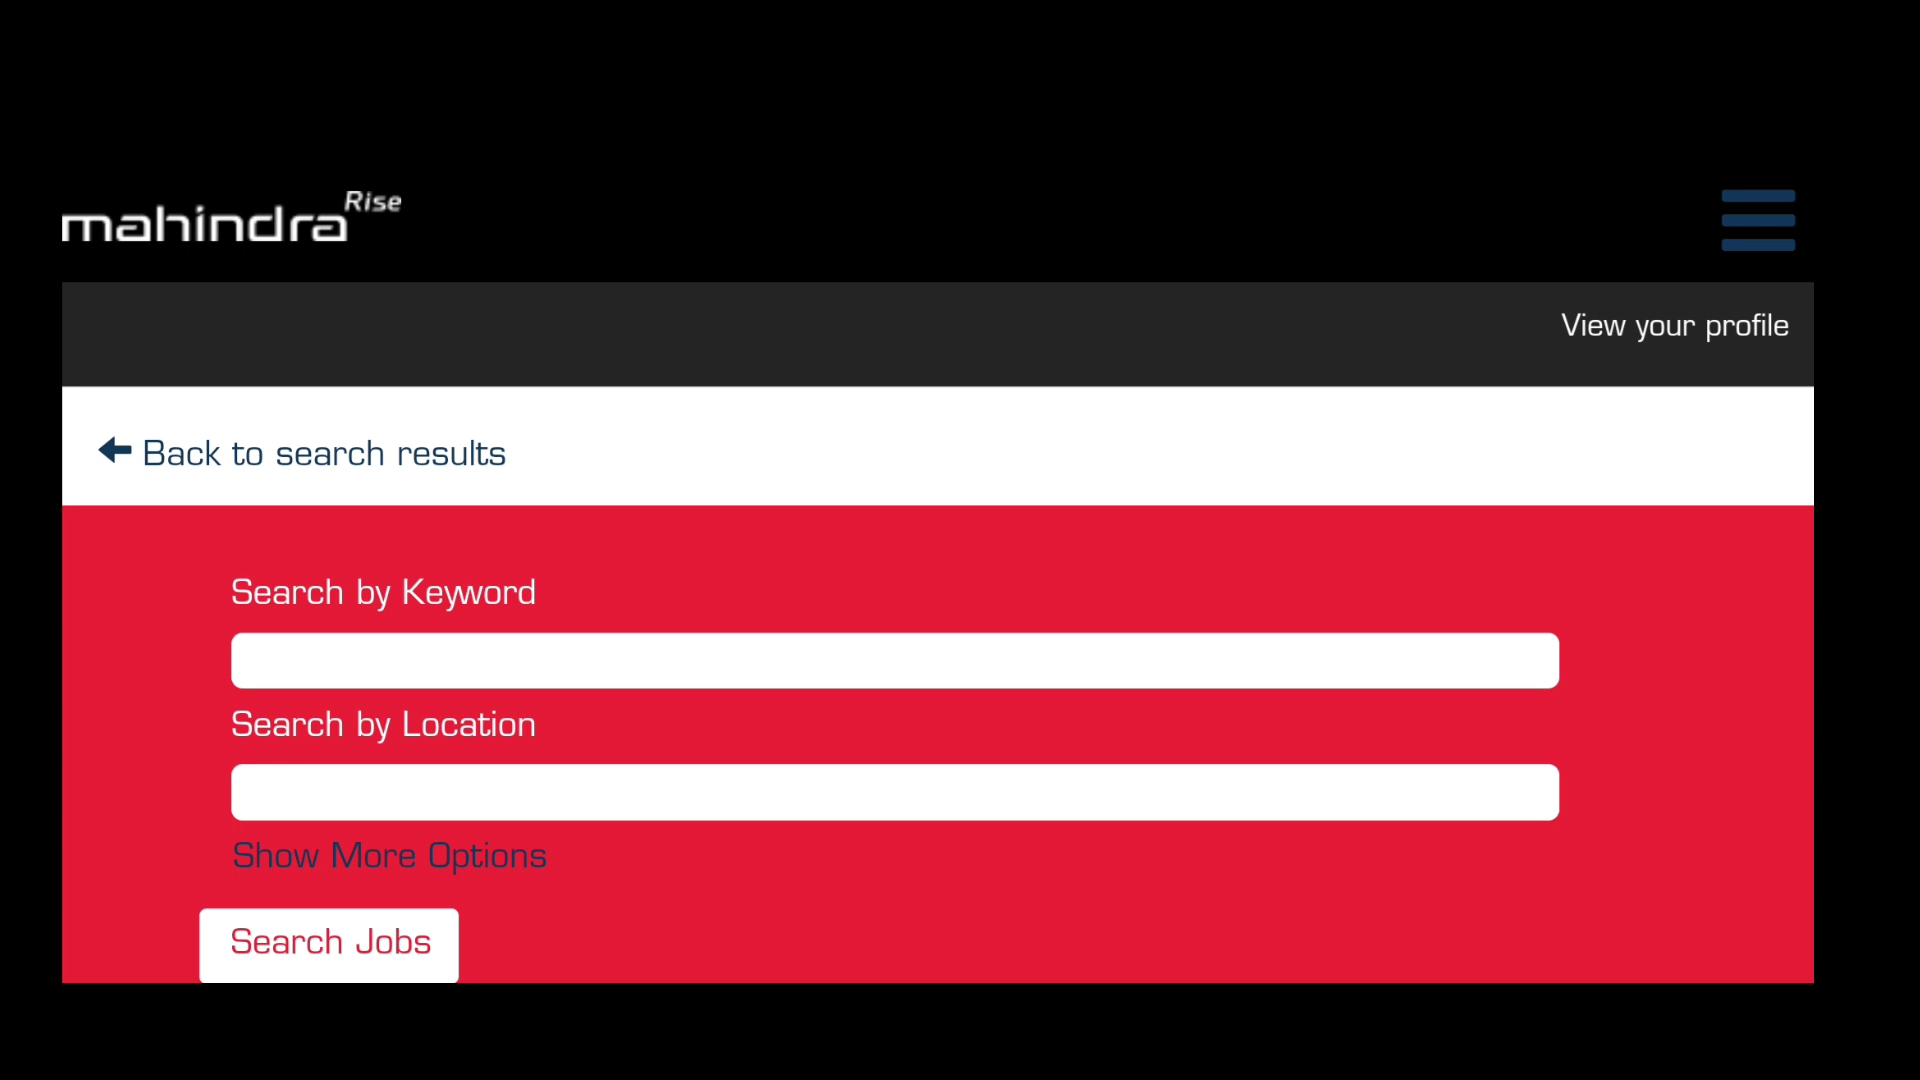 mahindra Rise
View your profile
Back to search results
Search by Keyword
Search by Location
Show More Options
Search Jobs